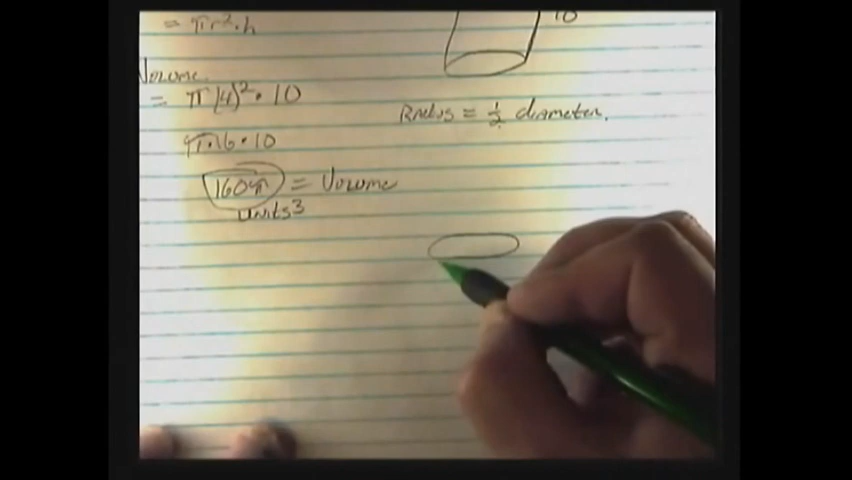 = πr²·h
10
Volume
= π(4)²·10
Radius = 1/2 diameter.
π·16·10
160π = Volume
units³